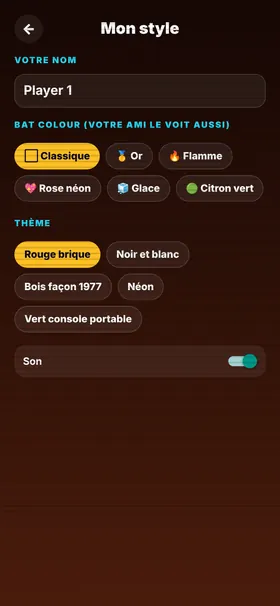 Mon style
VOTRE NOM
Player 1
BAT COLOUR (VOTRE AMI LE VOIT AUSSI)
Classique
🥇 Or
🔥 Flamme
💖 Rose néon
🧊 Glace
🟢 Citron vert
THÈME
Rouge brique
Noir et blanc
Bois façon 1977
Néon
Vert console portable
Son